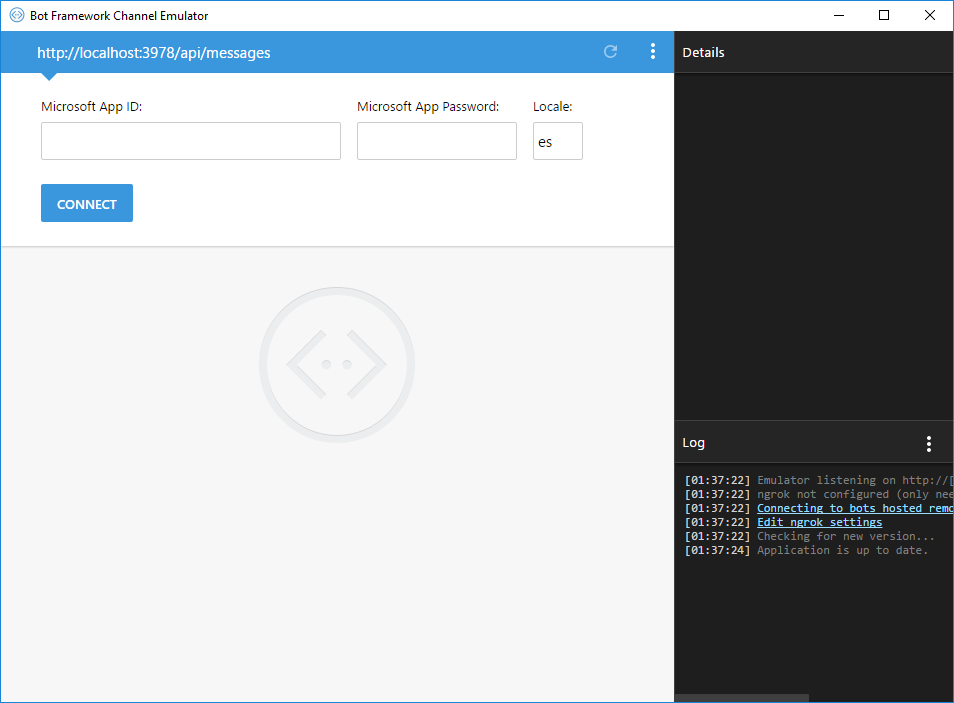 Bot Framework Channel Emulator
http://localhost:3978/api/messages
Microsoft App ID:
Microsoft App Password:
Locale:
es
CONNECT
Details
Log
[01:37:22] Emulator listening on http://[
[01:37:22] ngrok not configured (only nee
[01:37:22] Connecting to bots hosted remo
[01:37:22] Edit ngrok settings
[01:37:22] Checking for new version...
[01:37:24] Application is up to date.